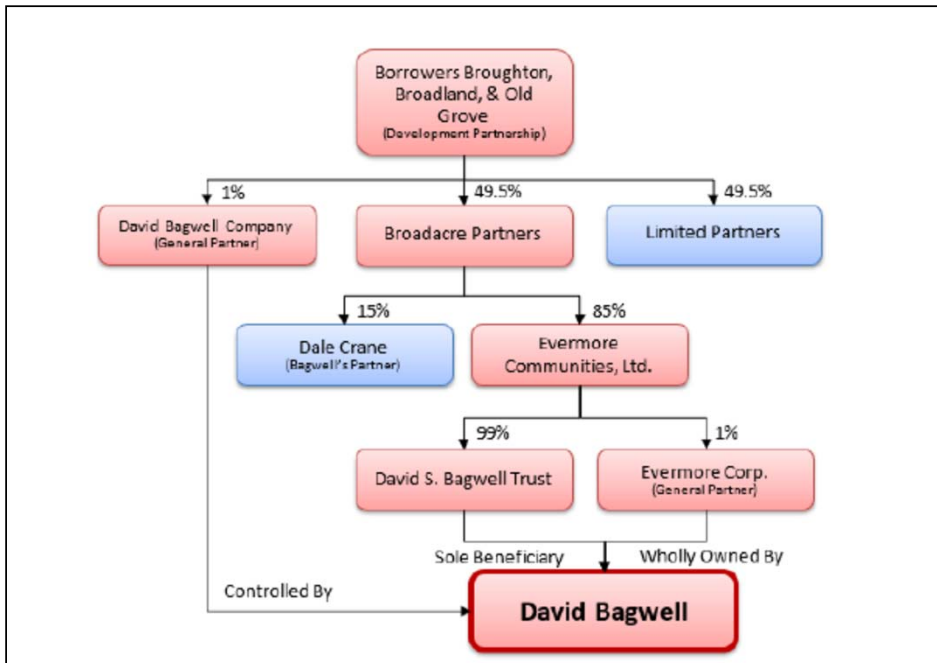 Borrowers Broughton,
Broadland, & Old
Grove
(Development Partnership)
1%
49.5%
49.5%
David Bagwell Company
(General Partner)
Broadacre Partners
Limited Partners
15%
85%
Dale Crane
(Bagwell's Partner)
Evermore
Communities, Ltd.
99%
1%
David S. Bagwell Trust
Evermore Corp.
(General Partner)
Sole Beneficiary
Wholly Owned By
Controlled By
David Bagwell